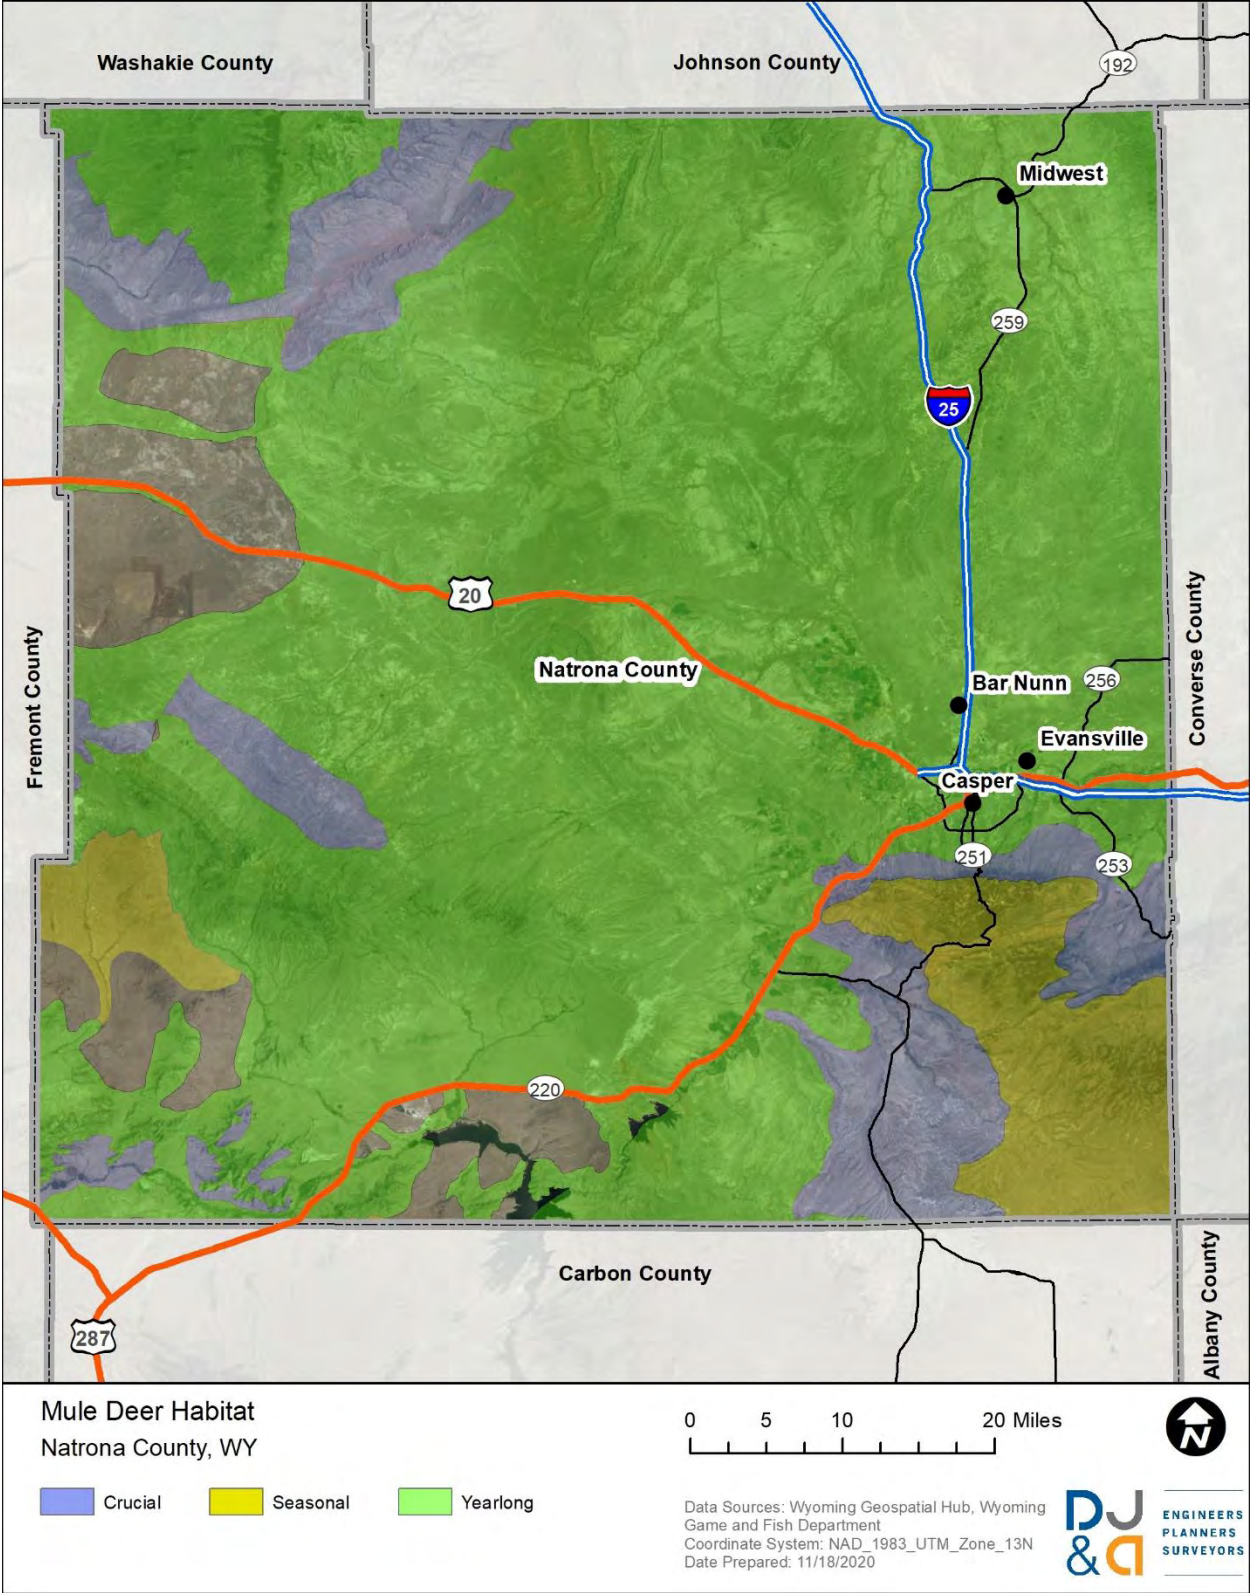 Washakie County
Johnson County
192
Midwest
259
25
20
Natrona County
Fremont County
Converse County
Bar Nunn
256
Evansville
Casper
251
253
220
Carbon County
Albany County
287
Mule Deer Habitat
Natrona County, WY
Crucial
Seasonal
Yearlong
0 5 10 20 Miles
N
Data Sources: Wyoming Geospatial Hub, Wyoming
Game and Fish Department
Coordinate System: NAD_1983_UTM_Zone_13N
Date Prepared: 11/18/2020
DJ
&a
ENGINEERS
PLANNERS
SURVEYORS